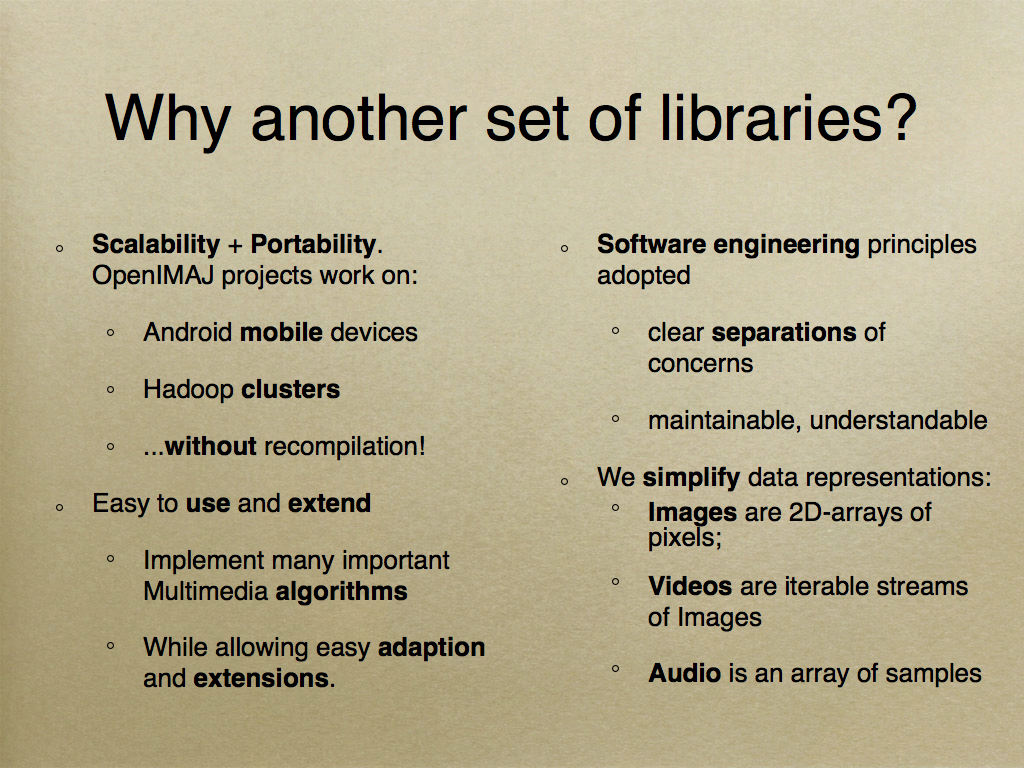 Why another set of libraries?
Scalability + Portability.
OpenIMAJ projects work on:
Android mobile devices
Hadoop clusters
...without recompilation!
Easy to use and extend
Implement many important
Multimedia algorithms
While allowing easy adaption
and extensions.
Software engineering principles
adopted
clear separations of
concerns
maintainable, understandable
We simplify data representations:
Images are 2D-arrays of
pixels;
Videos are iterable streams
of Images
Audio is an array of samples